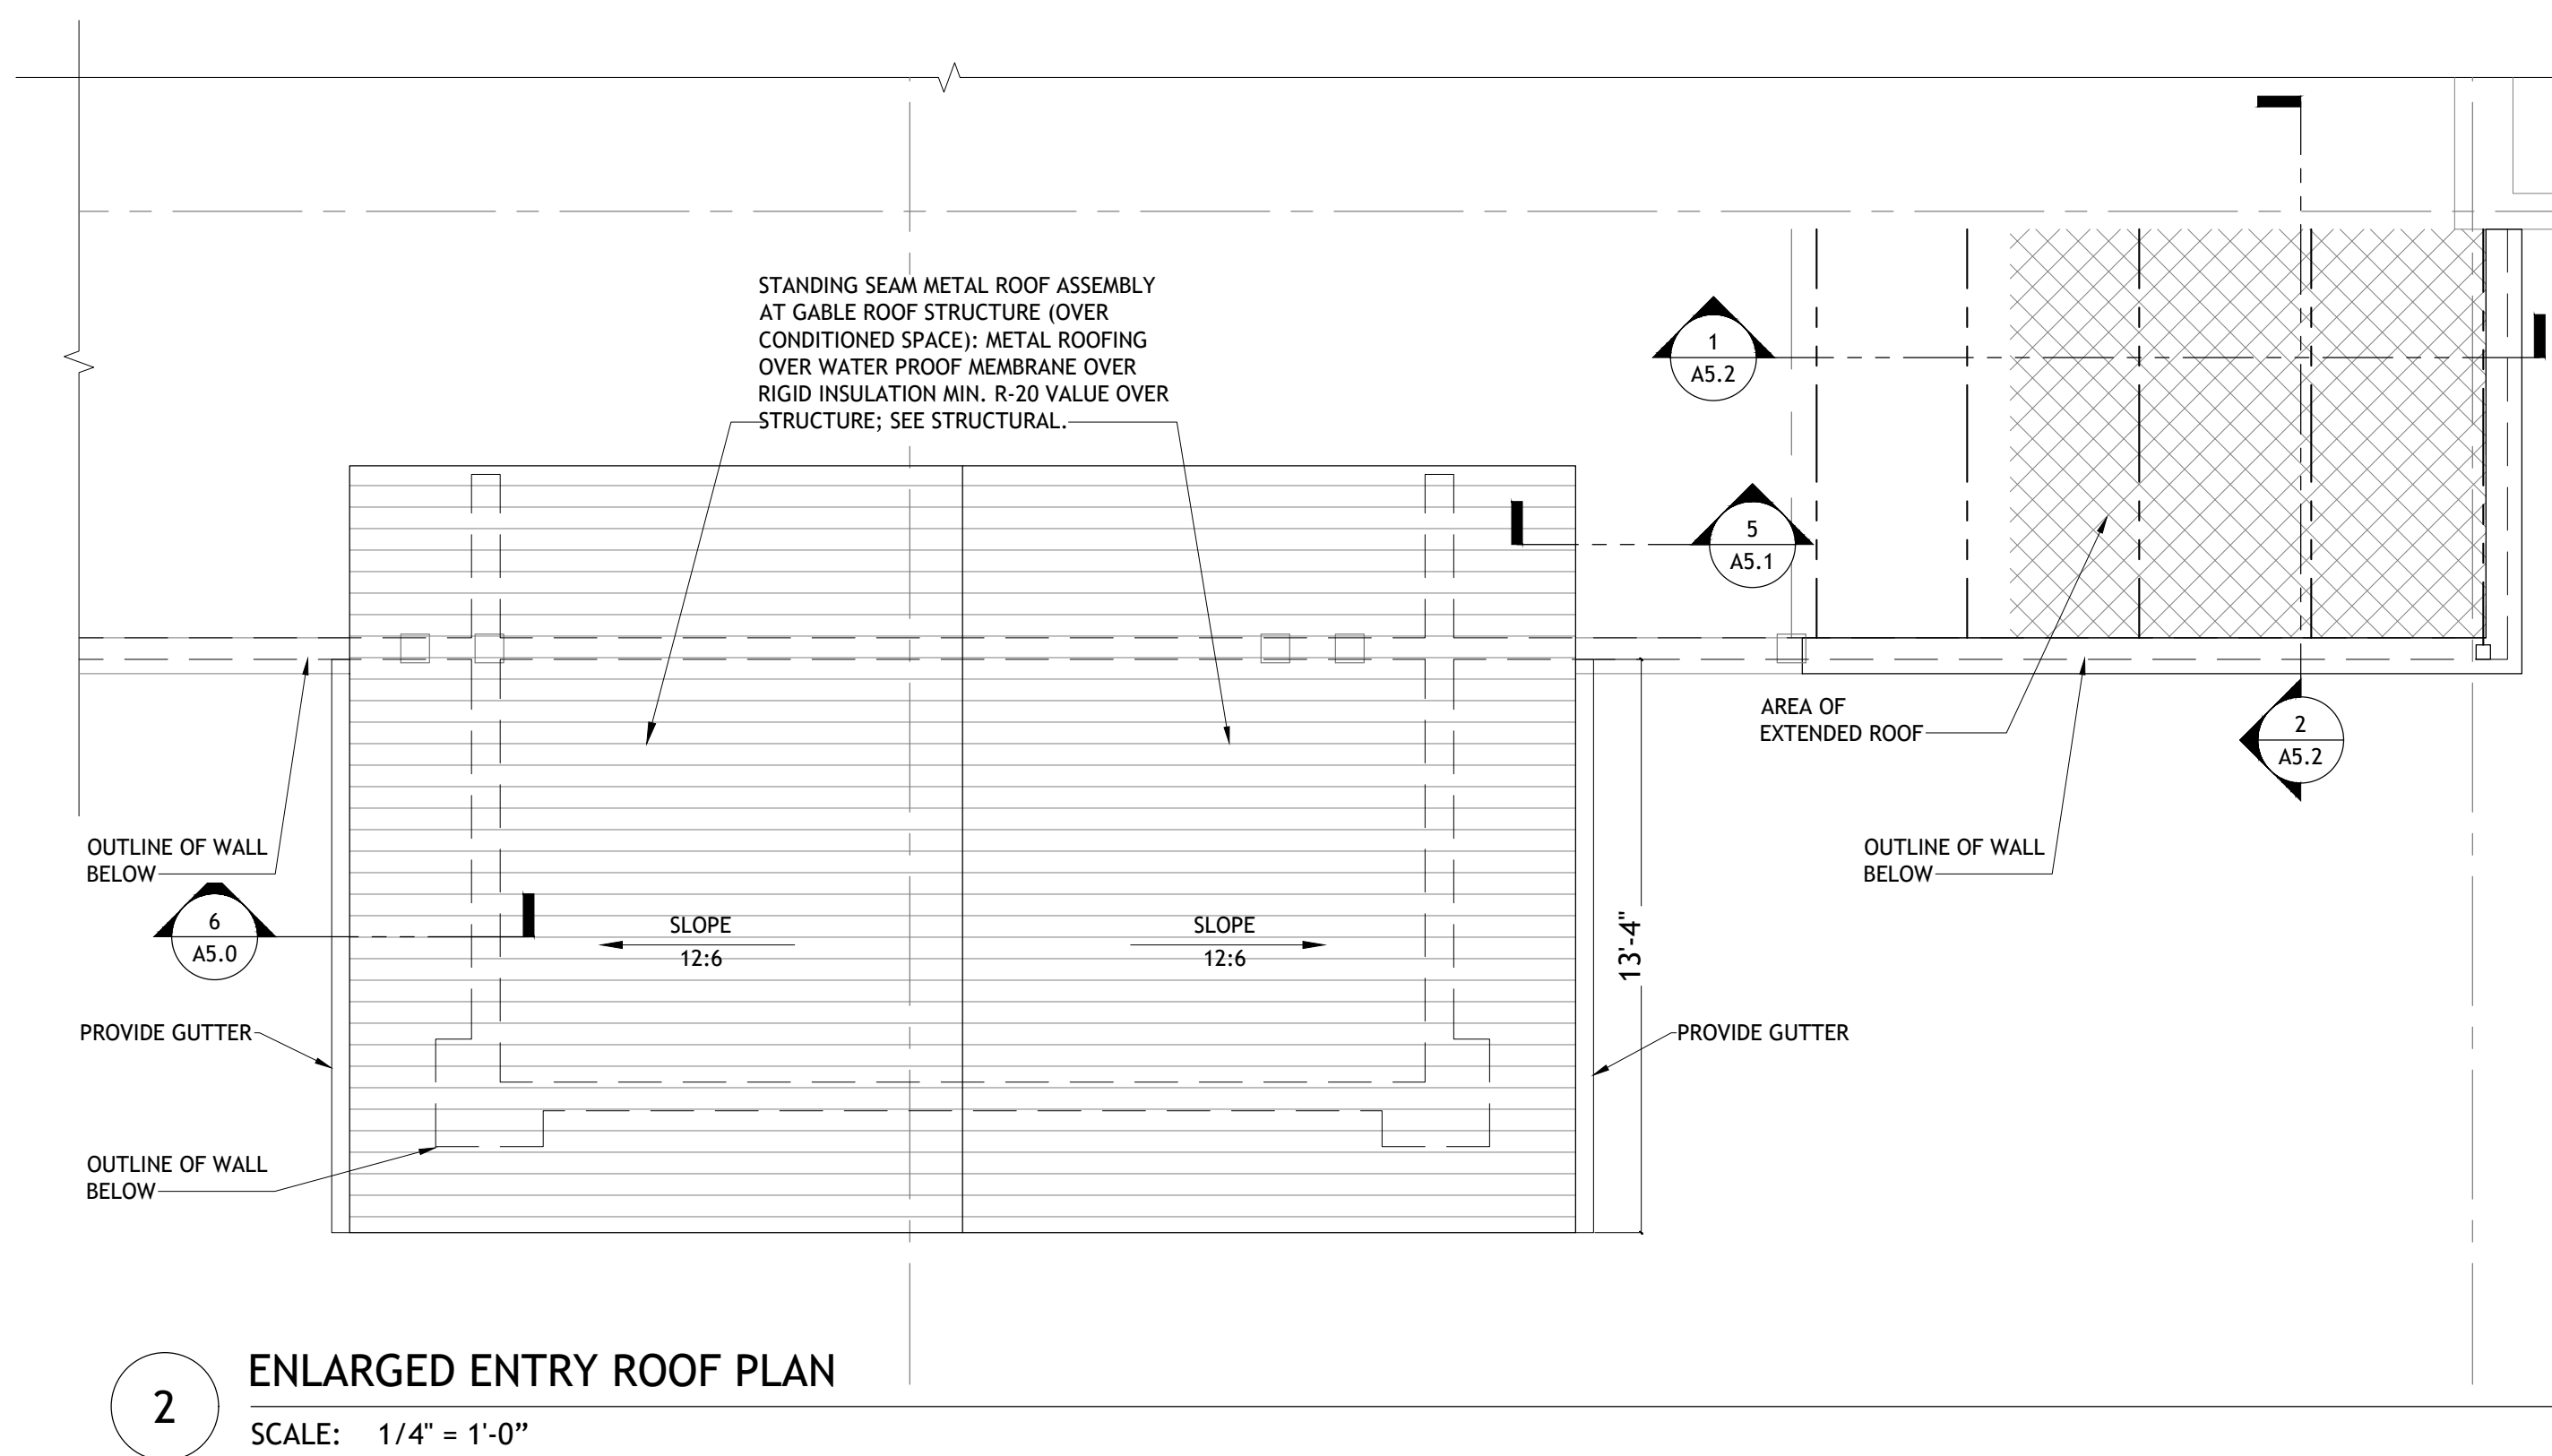 STANDING SEAM METAL ROOF ASSEMBLY
AT GABLE ROOF STRUCTURE (OVER
CONDITIONED SPACE): METAL ROOFING
OVER WATER PROOF MEMBRANE OVER
RIGID INSULATION MIN. R-20 VALUE OVER
STRUCTURE; SEE STRUCTURAL.
1
A5.2
5
A5.1
AREA OF
EXTENDED ROOF
2
A5.2
OUTLINE OF WALL
BELOW
OUTLINE OF WALL
BELOW
6
A5.0
SLOPE
12:6
SLOPE
12:6
13'-4"
PROVIDE GUTTER
PROVIDE GUTTER
OUTLINE OF WALL
BELOW
2
ENLARGED ENTRY ROOF PLAN
SCALE: 1/4" = 1'-0”